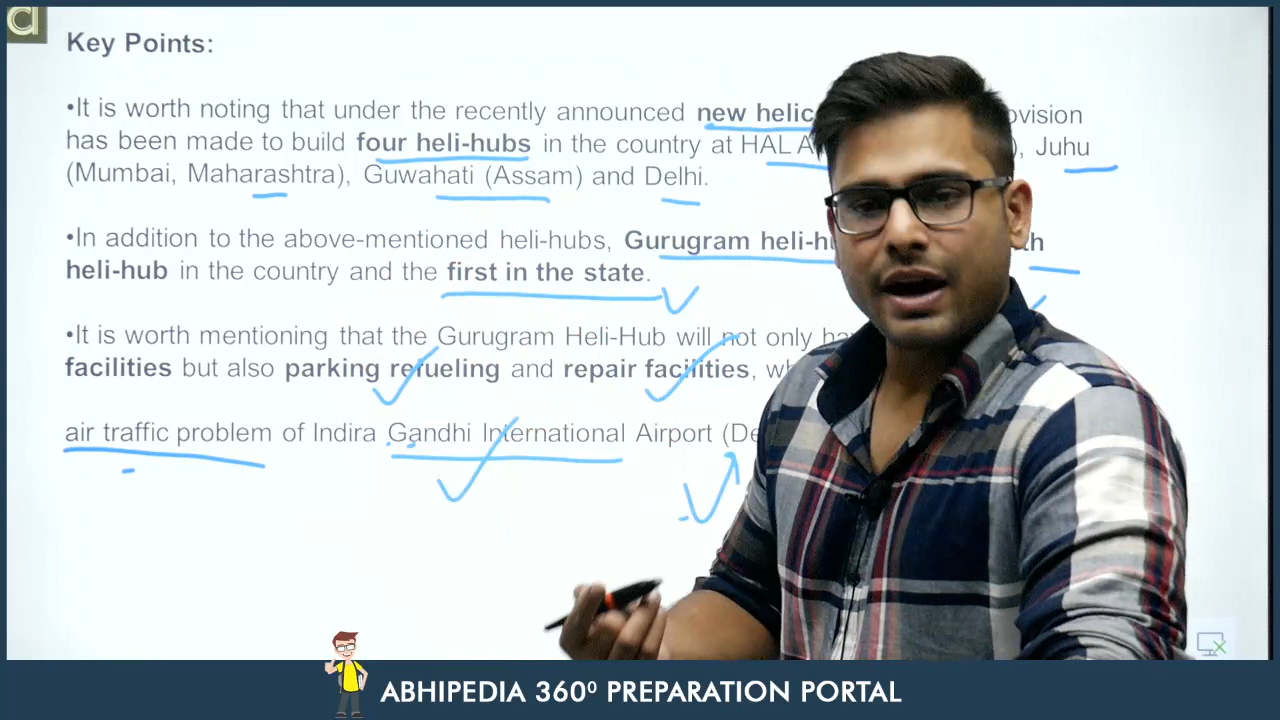 Key Points:
•It is worth noting that under the recently announced new helic ovision
has been made to build four heli-hubs in the country at HAL A ), Juhu
(Mumbai, Maharashtra), Guwahati (Assam) and Delhi.
•In addition to the above-mentioned heli-hubs, Gurugram heli-hu th
heli-hub in the country and the first in the state.
•It is worth mentioning that the Gurugram Heli-Hub will not only ha
facilities but also parking refueling and repair facilities, wh
air traffic problem of Indira Gandhi International Airport (De
ABHIPEDIA 360⁰ PREPARATION PORTAL